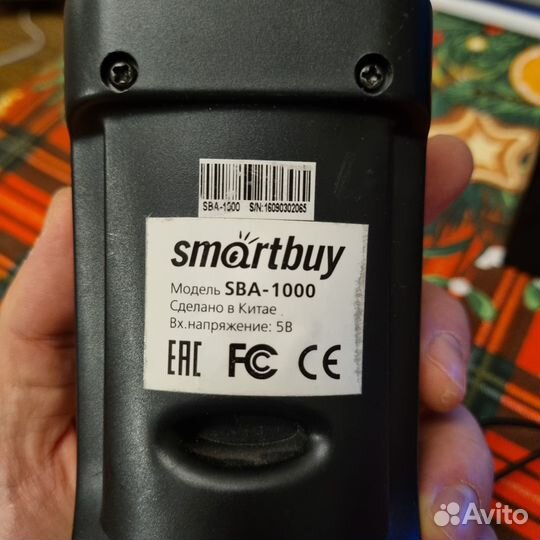 SBA-1000 S/N:16090302065
smartbuy
Модель SBA-1000
Сделано в Китае
Вх.напряжение: 5В
EAC FC CE
Avito